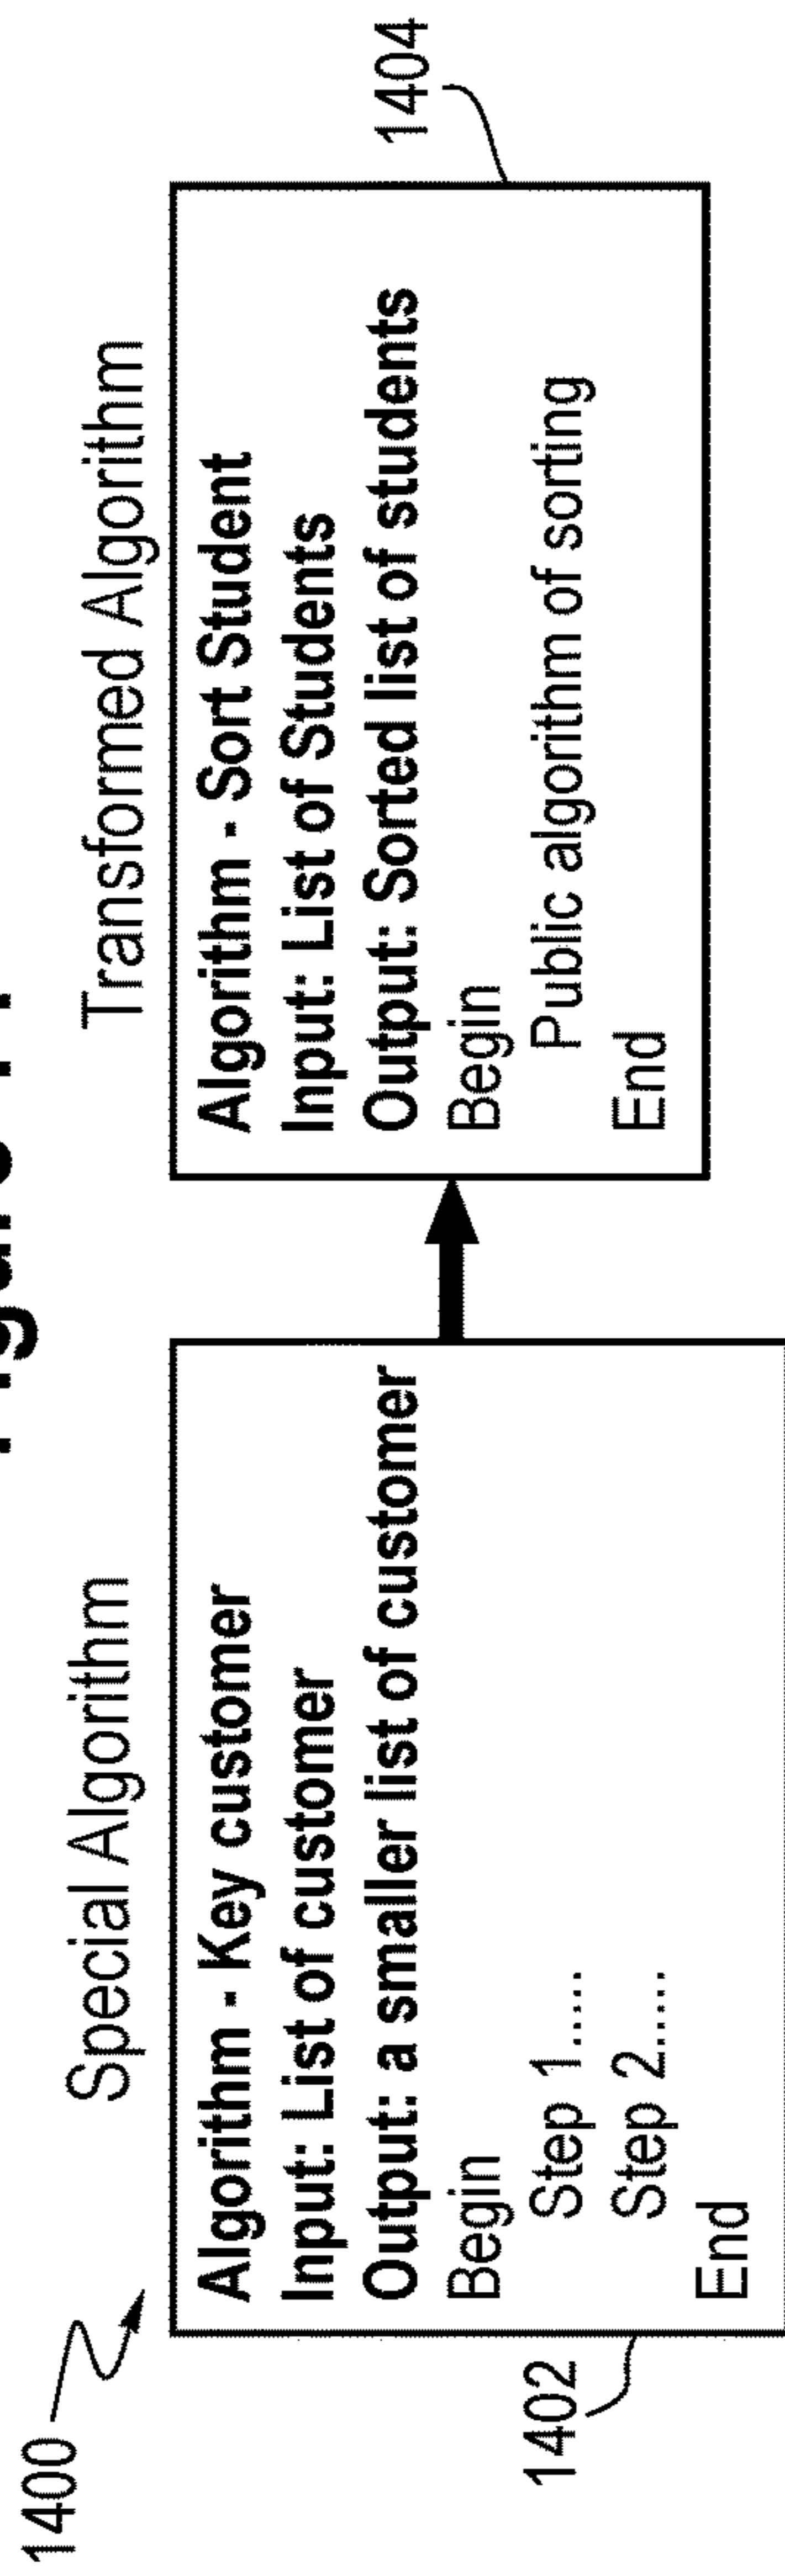 1400
Special Algorithm
Algorithm - Key customer
Input: List of customer
Output: a smaller list of customer
Begin
Step 1.....
Step 2.....
End
1402
Transformed Algorithm
Algorithm - Sort Student
Input: List of Students
Output: Sorted list of students
Begin
Public algorithm of sorting
End
1404